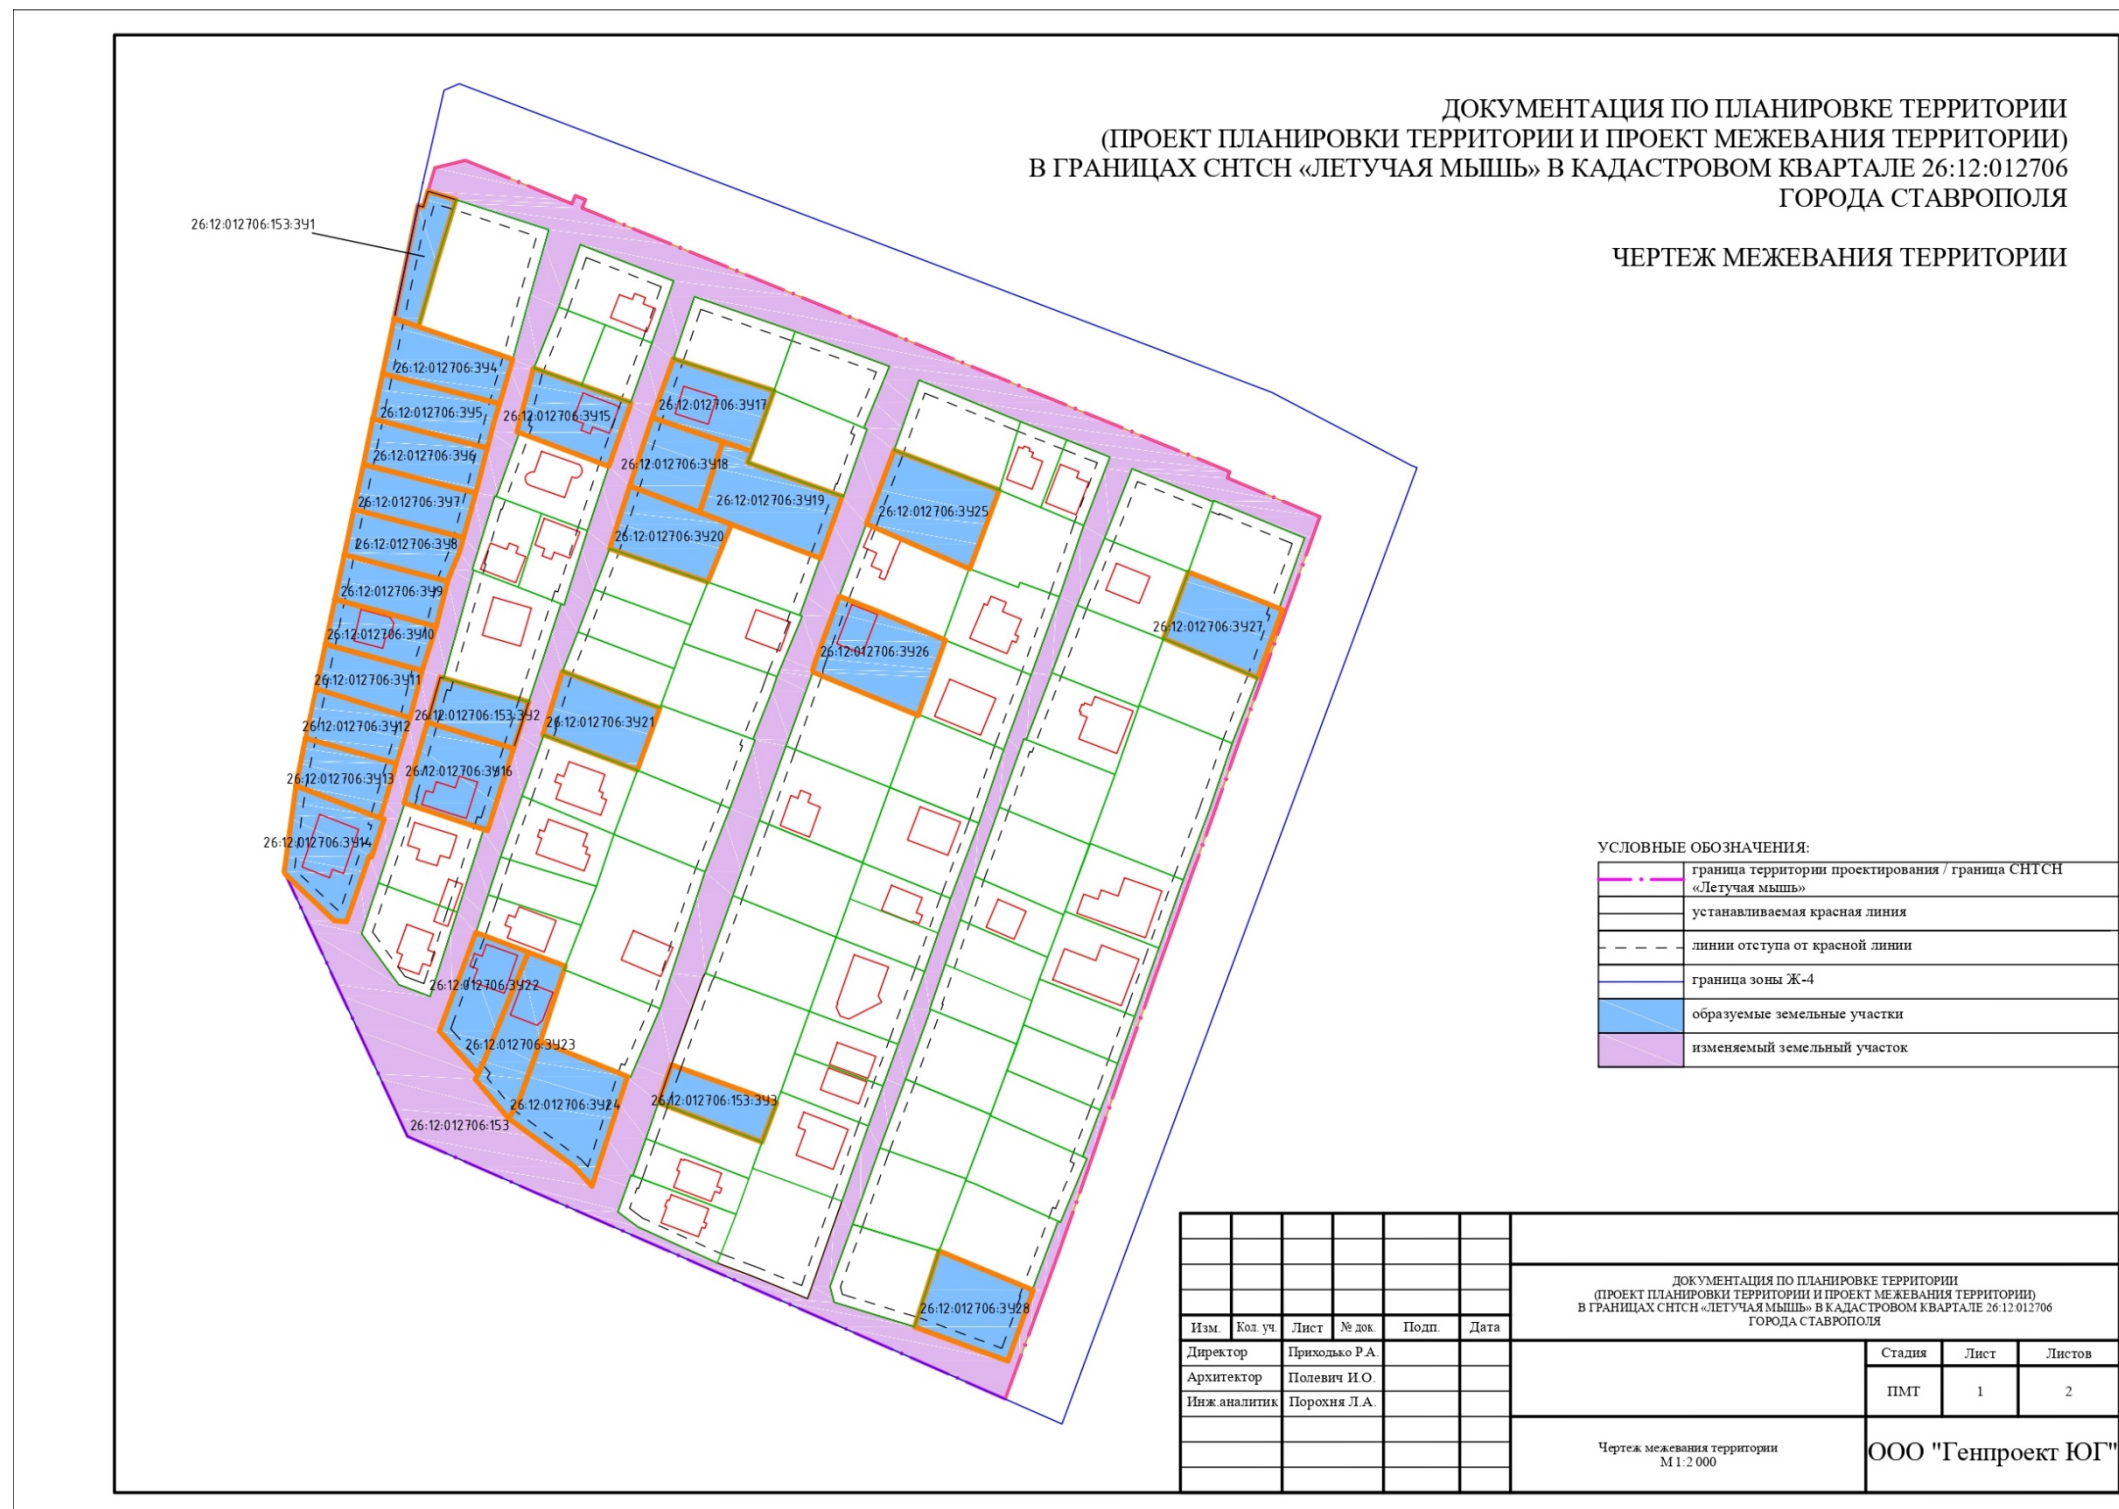 ДОКУМЕНТАЦИЯ ПО ПЛАНИРОВКЕ ТЕРРИТОРИИ
(ПРОЕКТ ПЛАНИРОВКИ ТЕРРИТОРИИ И ПРОЕКТ МЕЖЕВАНИЯ ТЕРРИТОРИИ)
В ГРАНИЦАХ СНТСН «ЛЕТУЧАЯ МЫШЬ» В КАДАСТРОВОМ КВАРТАЛЕ 26:12:012706
ГОРОДА СТАВРОПОЛЯ
ЧЕРТЕЖ МЕЖЕВАНИЯ ТЕРРИТОРИИ
26:12:012706:153:ЗУ1
26:12:012706:ЗУ4
26:12:012706:ЗУ5
26:12:012706:ЗУ6
26:12:012706:ЗУ7
26:12:012706:ЗУ8
26:12:012706:ЗУ9
26:12:012706:ЗУ10
26:12:012706:ЗУ11
26:12:012706:ЗУ12
26:12:012706:ЗУ13
26:12:012706:ЗУ14
26:12:012706:ЗУ15
26:12:012706:153:ЗУ2
26:12:012706:ЗУ16
26:12:012706:ЗУ17
26:12:012706:ЗУ18
26:12:012706:ЗУ19
26:12:012706:ЗУ20
26:12:012706:ЗУ21
26:12:012706:ЗУ22
26:12:012706:ЗУ23
26:12:012706:ЗУ24
26:12:012706:153
26:12:012706:ЗУ25
26:12:012706:ЗУ26
26:12:012706:153:ЗУ3
26:12:012706:ЗУ27
26:12:012706:ЗУ28
УСЛОВНЫЕ ОБОЗНАЧЕНИЯ:
граница территории проектирования / граница СНТСН
«Летучая мышь»
устанавливаемая красная линия
линии отступа от красной линии
граница зоны Ж-4
образуемые земельные участки
изменяемый земельный участок
ДОКУМЕНТАЦИЯ ПО ПЛАНИРОВКЕ ТЕРРИТОРИИ
(ПРОЕКТ ПЛАНИРОВКИ ТЕРРИТОРИИ И ПРОЕКТ МЕЖЕВАНИЯ ТЕРРИТОРИИ)
В ГРАНИЦАХ СНТСН «ЛЕТУЧАЯ МЫШЬ» В КАДАСТРОВОМ КВАРТАЛЕ 26:12:012706
ГОРОДА СТАВРОПОЛЯ
Изм. Кол. уч. Лист № док. Подп. Дата
Директор Приходько Р.А.
Архитектор Полевич И.О.
Инж.аналитик Порохня Л.А.
Стадия Лист Листов
ПМТ 1 2
Чертеж межевания территории
М 1:2 000
ООО "Генпроект ЮГ"